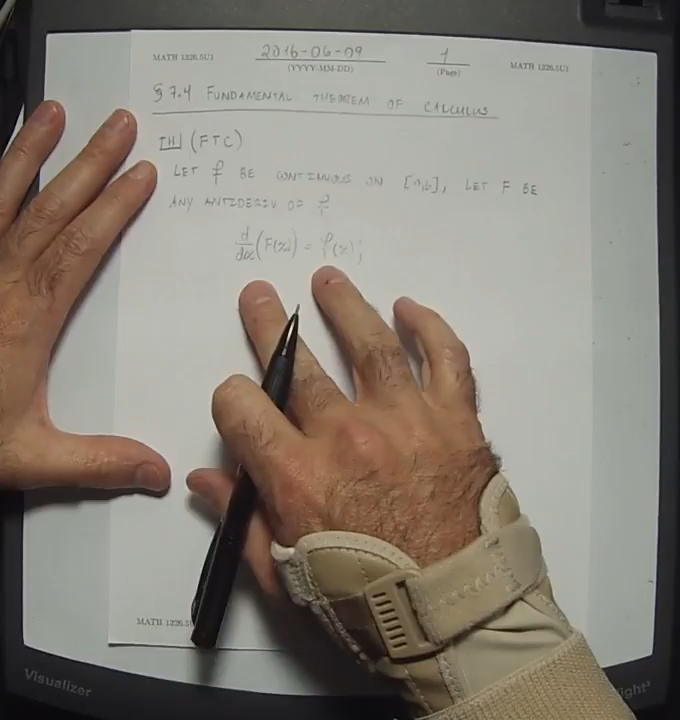 MATH 1226.5U1 2016-06-09 1 MATH 1226.5U1
(YYYY-MM-DD) (Page)
§ 7.4 FUNDAMENTAL THEOREM OF CALCULUS
TH (FTC)
LET f BE CONTINUOUS ON [a,b], LET F BE
ANY ANTIDERIV OF f
d/dx (F(x)) = f(x);
MATH 1226.5U
Visualizer